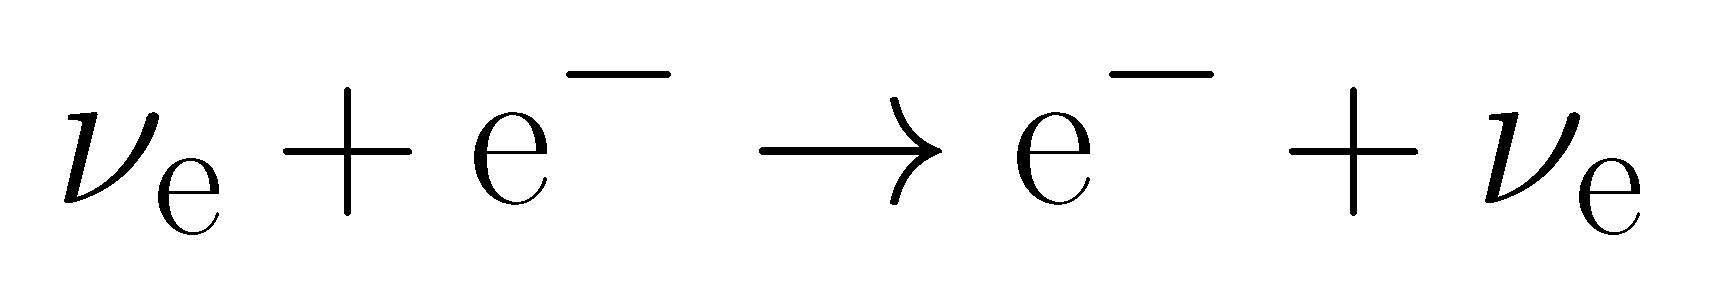 νₑ + e⁻ → e⁻ + νₑ